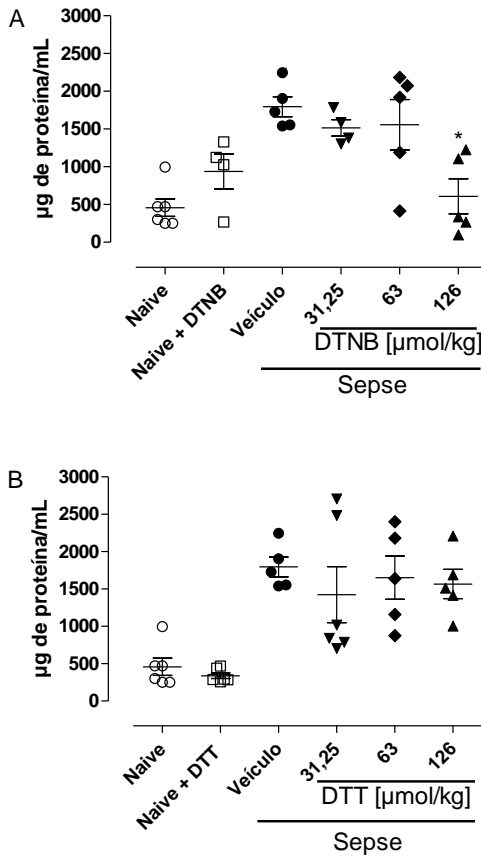 A
µg de proteína/mL
3000
2500
2000
1500
1000
500
0
*
Naive
Naive + DTNB
Veículo
31,25
63
126
DTNB [µmol/kg]
Sepse
B
µg de proteína/mL
3000
2500
2000
1500
1000
500
0
Naive
Naive + DTT
Veículo
31,25
63
126
DTT [µmol/kg]
Sepse